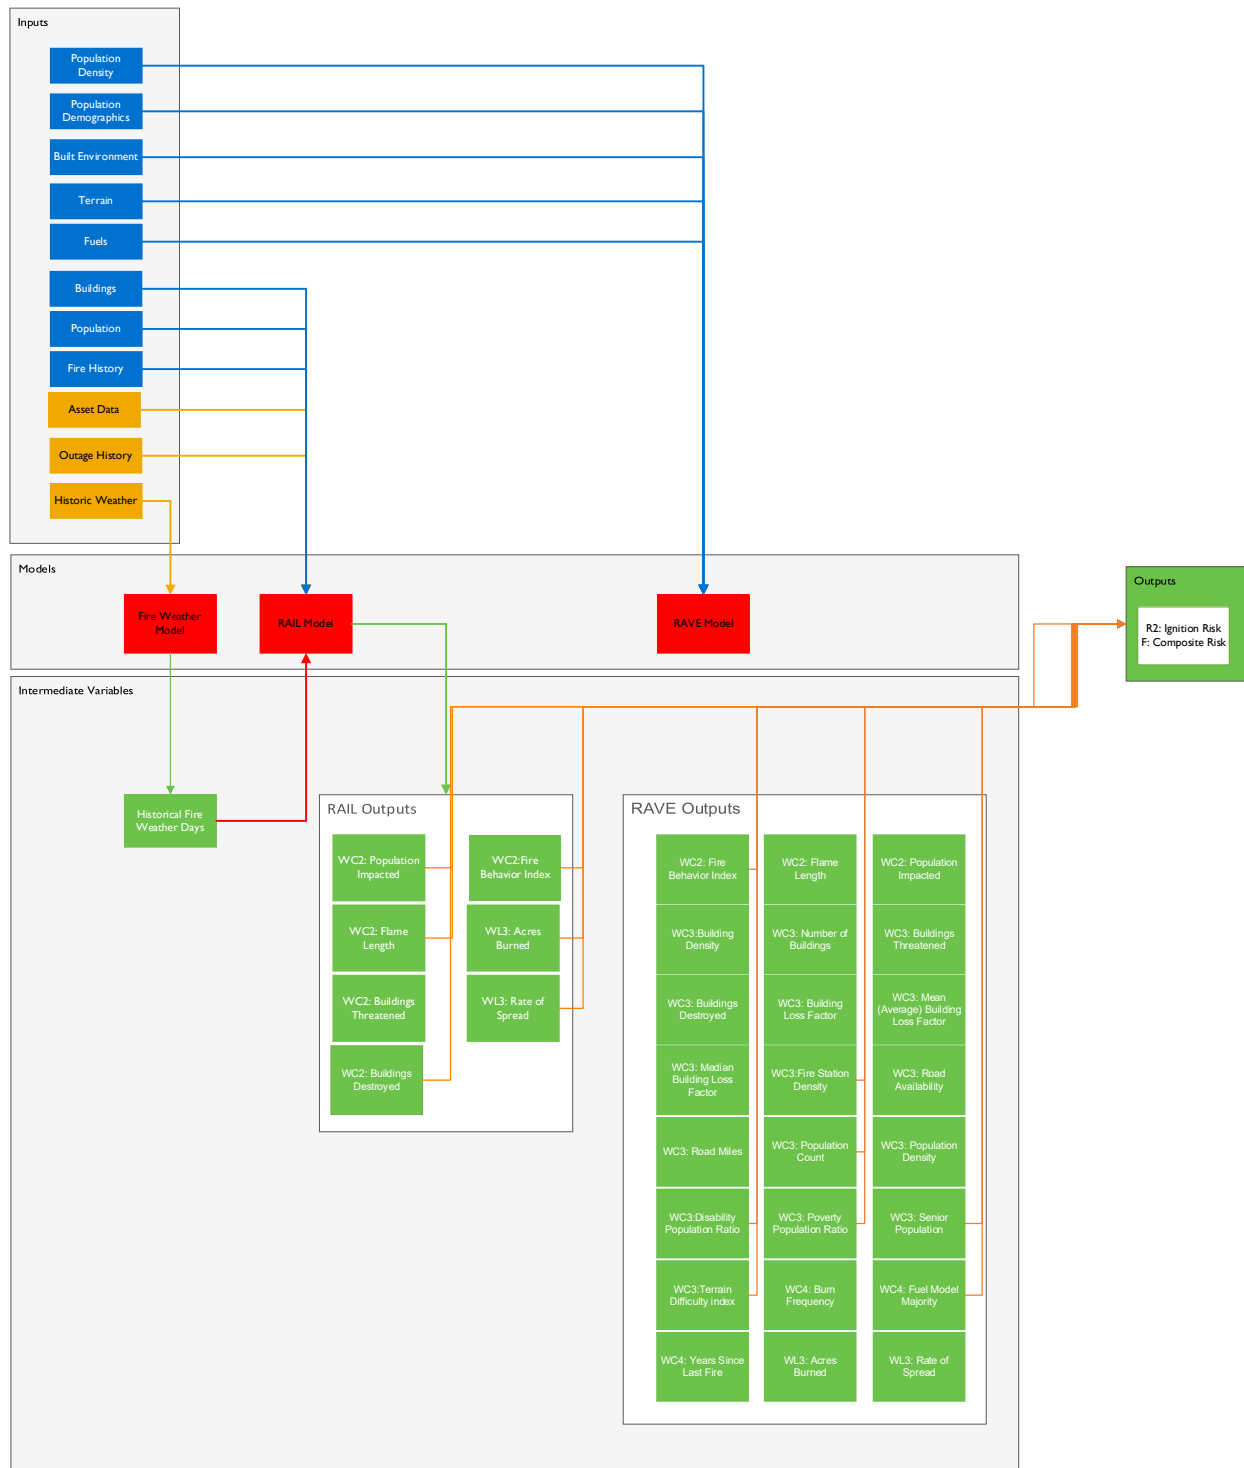 Inputs
Population
Density
Population
Demographics
Built Environment
Terrain
Fuels
Buildings
Population
Fire History
Asset Data
Outage History
Historic Weather
Models
Fire Weather
Model
RAIL Model
RAVE Model
Outputs
R2: Ignition Risk
F: Composite Risk
Intermediate Variables
Historical Fire
Weather Days
RAIL Outputs
WC2: Population
Impacted
WC2:Fire
Behavior Index
WC2: Flame
Length
WL3: Acres
Burned
WC2: Buildings
Threatened
WL3: Rate of
Spread
WC2: Buildings
Destroyed
RAVE Outputs
WC2: Fire
Behavior Index
WC2: Flame
Length
WC2: Population
Impacted
WC3:Building
Density
WC3: Number of
Buildings
WC3: Buildings
Threatened
WC3: Buildings
Destroyed
WC3: Building
Loss Factor
WC3: Mean
(Average) Building
Loss Factor
WC3: Median
Building Loss
Factor
WC3:Fire Station
Density
WC3: Road
Availability
WC3: Road Miles
WC3: Population
Count
WC3: Population
Density
WC3:Disability
Population Ratio
WC3: Poverty
Population Ratio
WC3: Senior
Population
WC3:Terrain
Difficulty index
WC4: Burn
Frequency
WC4: Fuel Model
Majority
WC4: Years Since
Last Fire
WL3: Acres
Burned
WL3: Rate of
Spread